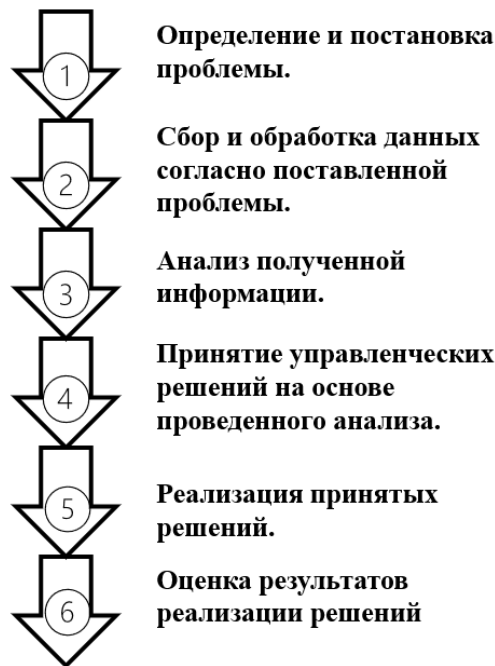 1
Определение и постановка
проблемы.
2
Сбор и обработка данных
согласно поставленной
проблемы.
3
Анализ полученной
информации.
4
Принятие управленческих
решений на основе
проведенного анализа.
5
Реализация принятых
решений.
6
Оценка результатов
реализации решений